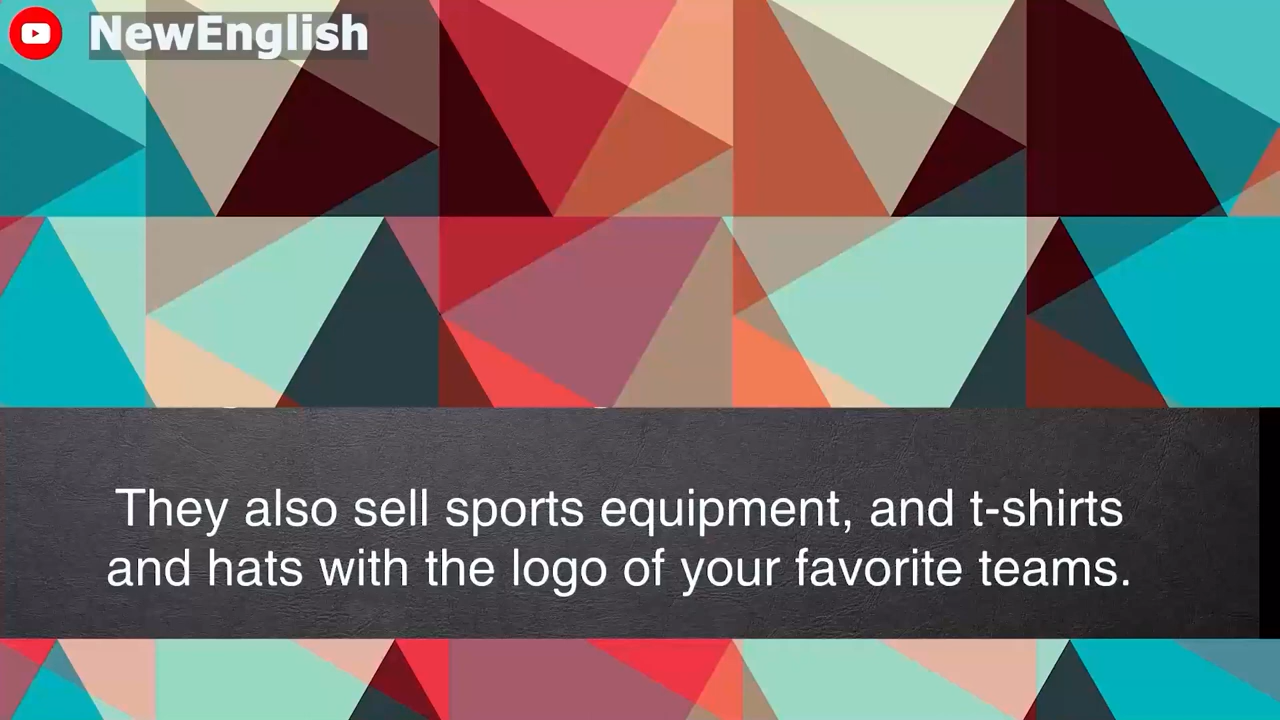 NewEnglish
They also sell sports equipment, and t-shirts
and hats with the logo of your favorite teams.